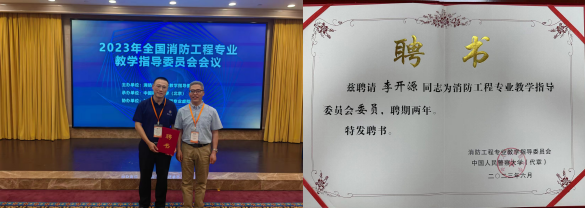 2023年全国消防工程专业
教学指导委员会会议
聘书
聘书
兹聘请 李开源 同志为消防工程专业教学指导
委员会委员，聘期两年。
特发聘书。
消防工程专业教学指导委员会
中国人民警察大学（代章）
二〇二三年六月